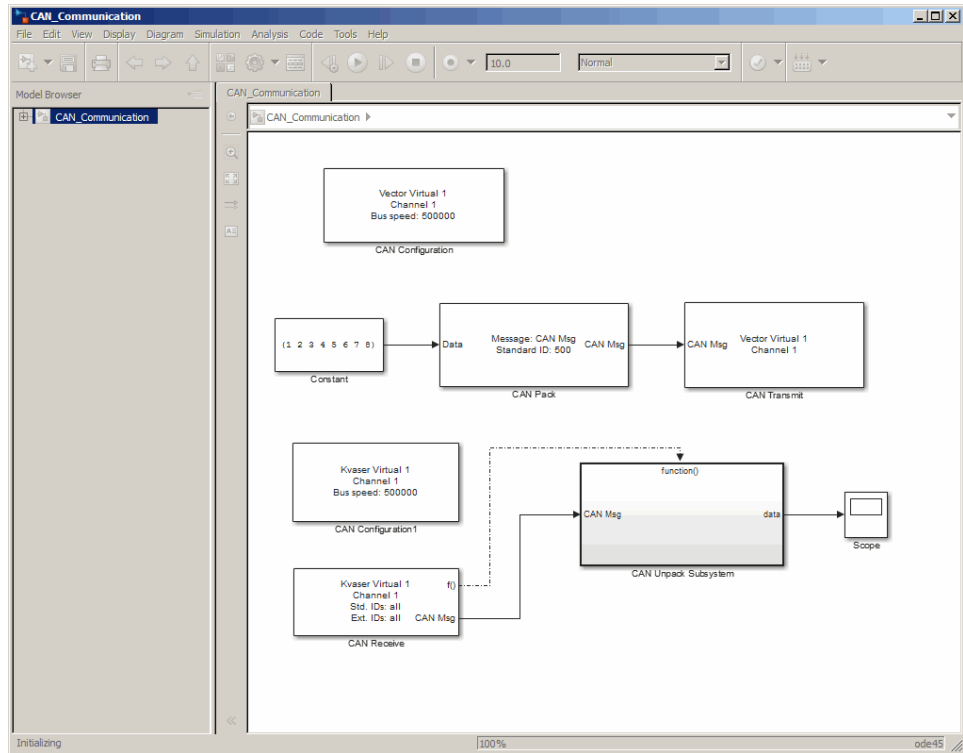 CAN_Communication
File Edit View Display Diagram Simulation Analysis Code Tools Help
10.0 Normal
Model Browser
CAN_Communication
CAN_Communication
CAN_Communication
Vector Virtual 1
Channel 1
Bus speed: 500000
CAN Configuration
(1 2 3 4 5 6 7 8)
Constant
Data
Message: CAN Msg
Standard ID: 500
CAN Msg
CAN Pack
CAN Msg
Vector Virtual 1
Channel 1
CAN Transmit
Kvaser Virtual 1
Channel 1
Bus speed: 500000
CAN Configuration1
function()
CAN Msg
data
CAN Unpack Subsystem
Scope
Kvaser Virtual 1
f()
Channel 1
Std. IDs: all
Ext. IDs: all
CAN Msg
CAN Receive
Initializing
100%
ode45